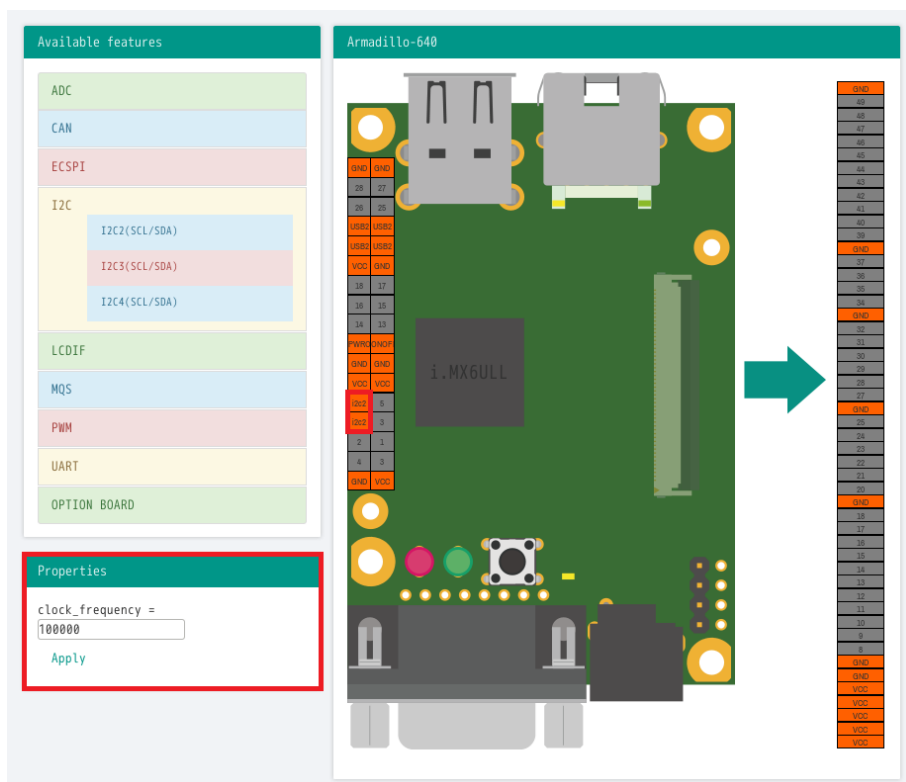 Available features
ADC
CAN
ECSPI
I2C
I2C2(SCL/SDA)
I2C3(SCL/SDA)
I2C4(SCL/SDA)
LCDIF
MQS
PWM
UART
OPTION BOARD
Properties
clock_frequency =
100000
Apply
Armadillo-640
GND GND
28 27
26 25
USB2 USB2
USB2 USB2
VCC GND
18 17
16 15
14 13
PWRO ONOFF
GND GND
VCC VCC
i2c2 5
i2c2 3
2 1
4 3
GND VCC
i.MX6ULL
GND
49
48
47
46
45
44
43
42
41
40
39
GND
37
36
35
34
GND
32
31
30
29
28
27
GND
25
24
23
22
21
20
GND
18
17
16
15
14
13
12
11
10
9
8
GND
GND
VCC
VCC
VCC
VCC
VCC